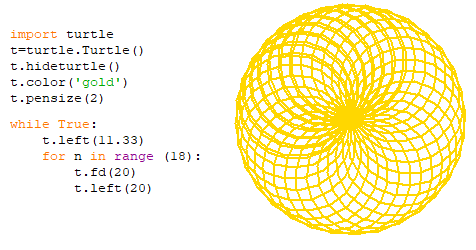 import turtle
t=turtle.Turtle()
t.hideturtle()
t.color('gold')
t.pensize(2)
while True:
    t.left(11.33)
    for n in range (18):
        t.fd(20)
        t.left(20)